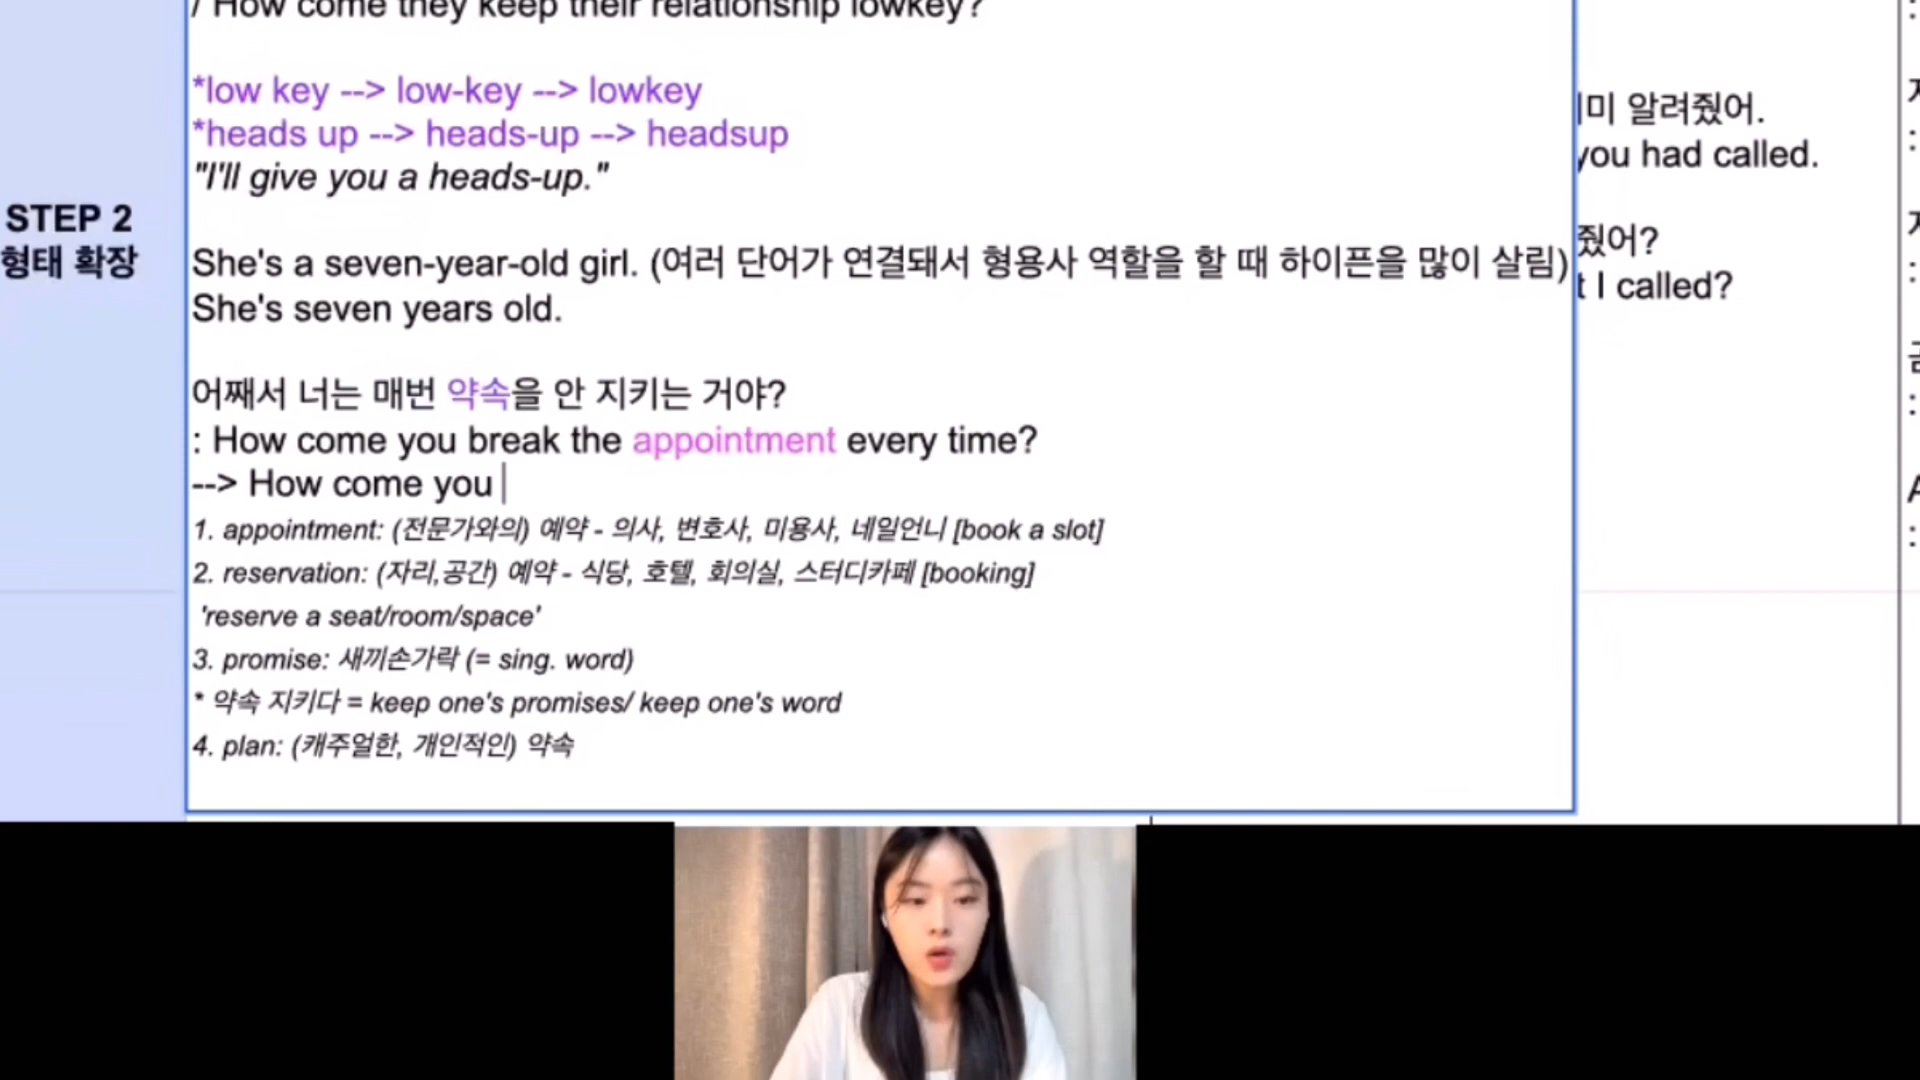 / How come they keep their relationship lowkey?
*low key --> low-key --> lowkey
*heads up --> heads-up --> headsup
"I'll give you a heads-up."
STEP 2
형태 확장
She's a seven-year-old girl. (여러 단어가 연결돼서 형용사 역할을 할 때 하이픈을 많이 살림)
She's seven years old.
어째서 너는 매번 약속을 안 지키는 거야?
: How come you break the appointment every time?
--> How come you
1. appointment: (전문가와의) 예약 - 의사, 변호사, 미용사, 네일언니 [book a slot]
2. reservation: (자리,공간) 예약 - 식당, 호텔, 회의실, 스터디카페 [booking]
'reserve a seat/room/space'
3. promise: 새끼손가락 (= sing. word)
* 약속 지키다 = keep one's promises/ keep one's word
4. plan: (캐주얼한, 개인적인) 약속
미 알려줬어.
you had called.
줬어?
t I called?